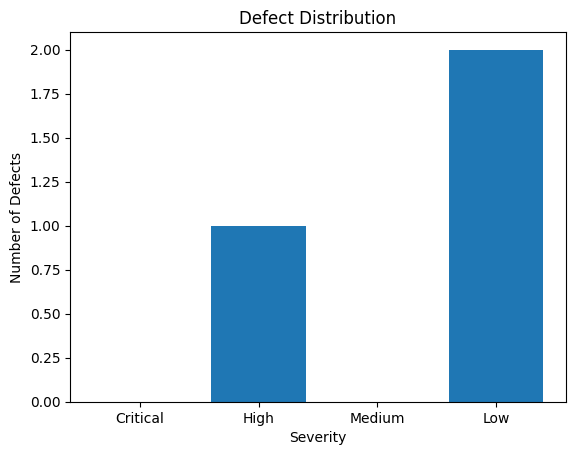 Defect Distribution
Number of Defects
2.00
1.75
1.50
1.25
1.00
0.75
0.50
0.25
0.00
Critical High Medium Low
Severity